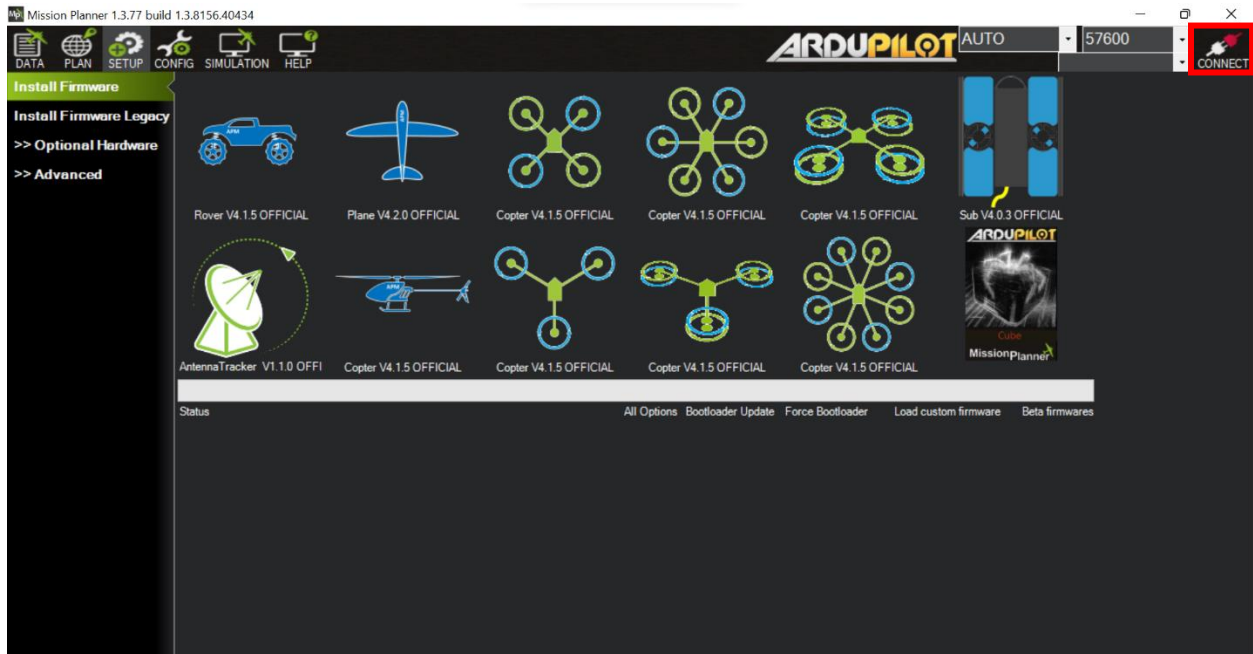 Mission Planner 1.3.77 build 1.3.8156.40434
DATA PLAN SETUP CONFIG SIMULATION HELP
ARDUPILOT
AUTO
57600
CONNECT
Install Firmware
Install Firmware Legacy
>> Optional Hardware
>> Advanced
Rover V4.1.5 OFFICIAL
Plane V4.2.0 OFFICIAL
Copter V4.1.5 OFFICIAL
Copter V4.1.5 OFFICIAL
Copter V4.1.5 OFFICIAL
Sub V4.0.3 OFFICIAL
APM
APM
APM
ARDUPILOT
Cube
MissionPlanner
AntennaTracker V1.1.0 OFFI
Copter V4.1.5 OFFICIAL
Copter V4.1.5 OFFICIAL
Copter V4.1.5 OFFICIAL
Copter V4.1.5 OFFICIAL
Status
All Options
Bootloader Update
Force Bootloader
Load custom firmware
Beta firmwares